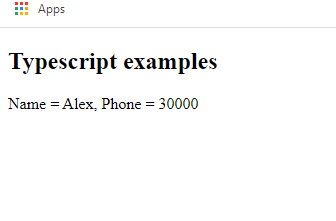 Apps
Typescript examples
Name = Alex, Phone = 30000